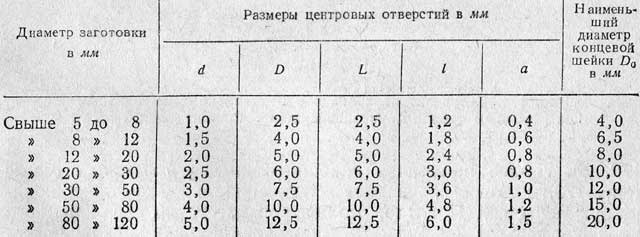 Диаметр заготовки в мм
Размеры центровых отверстий в мм
Наимень-
ший
диаметр
концевой
шейки D₀
в мм
d D L l a
Свыше 5 до 8 1,0 2,5 2,5 1,2 0,4 4,0
» 8 » 12 1,5 4,0 4,0 1,8 0,6 6,5
» 12 » 20 2,0 5,0 5,0 2,4 0,8 8,0
» 20 » 30 2,5 6,0 6,0 3,0 0,8 10,0
» 30 » 50 3,0 7,5 7,5 3,6 1,0 12,0
» 50 » 80 4,0 10,0 10,0 4,8 1,2 15,0
» 80 » 120 5,0 12,5 12,5 6,0 1,5 20,0